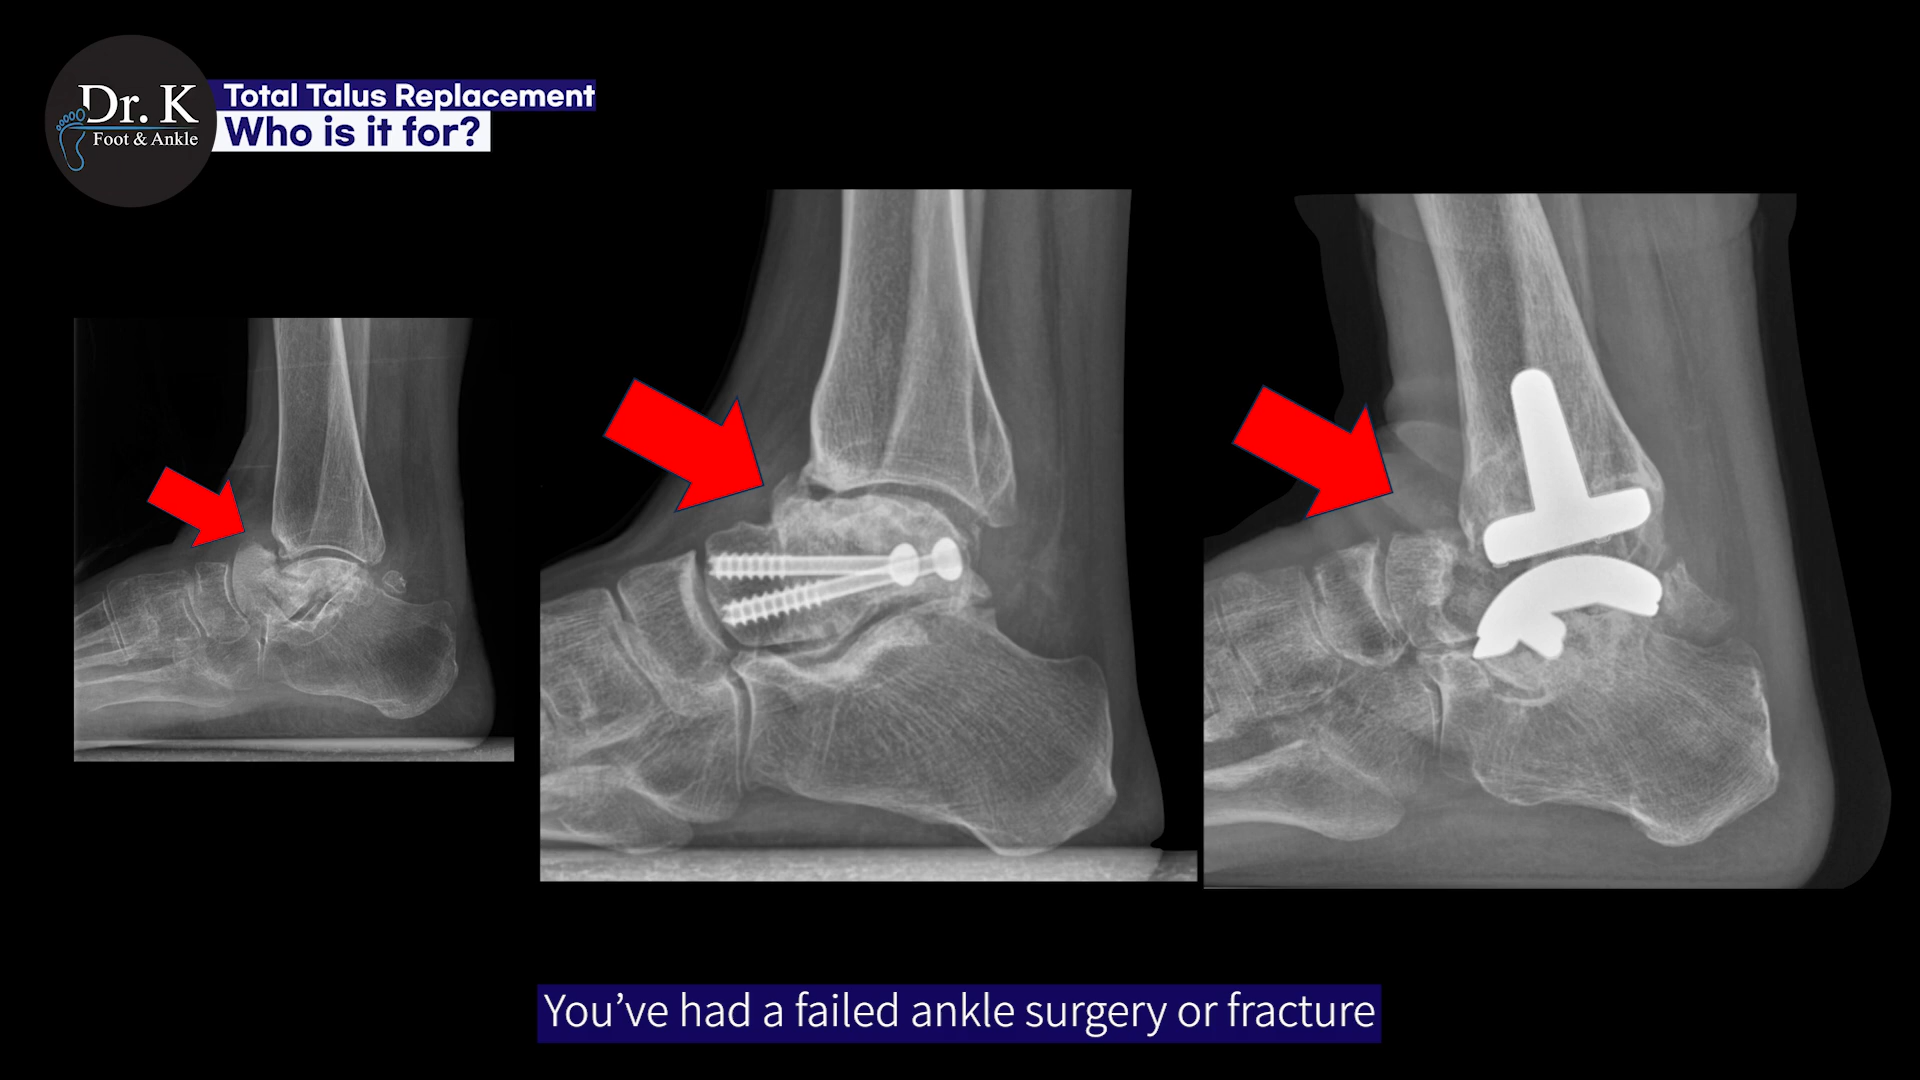 Dr. K
Foot & Ankle
Total Talus Replacement
Who is it for?
You’ve had a failed ankle surgery or fracture